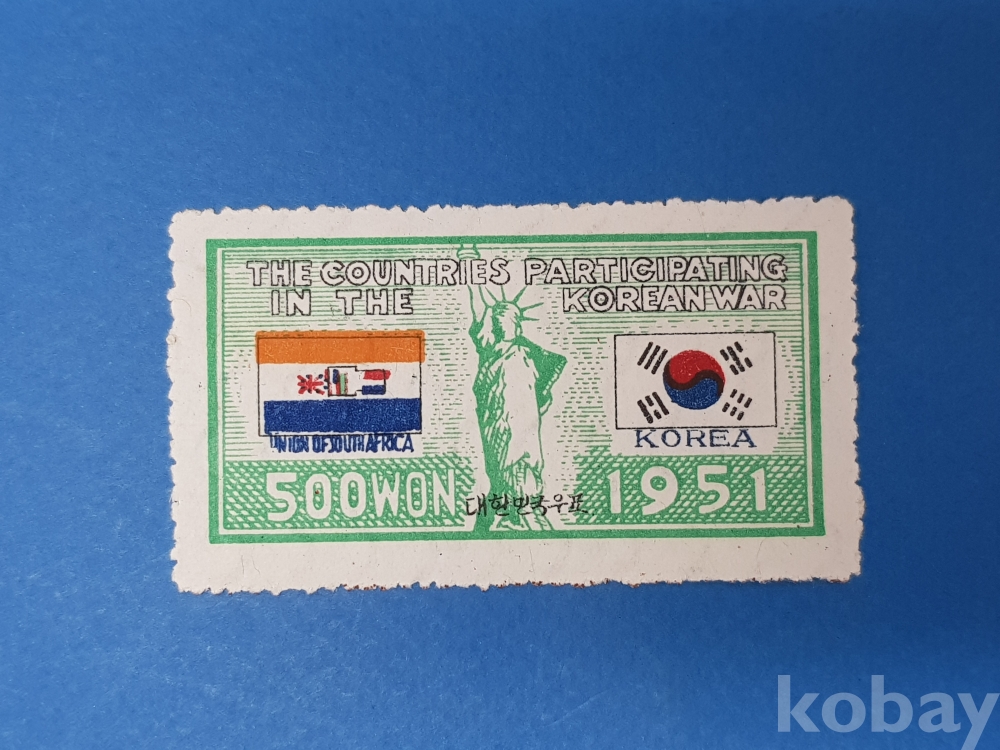 THE COUNTRIES PARTICIPATING
IN THE KOREAN WAR
UNION OF SOUTH AFRICA
KOREA
500WON
대한민국우표
1951
kobay